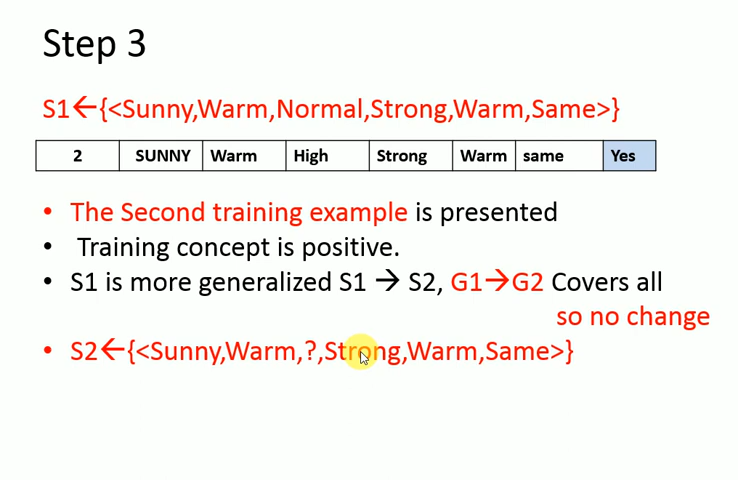 Step 3
S1←{<Sunny,Warm,Normal,Strong,Warm,Same>}
2 SUNNY Warm High Strong Warm same Yes
• The Second training example is presented
• Training concept is positive.
• S1 is more generalized S1 → S2, G1→G2 Covers all
so no change
• S2←{<Sunny,Warm,?,Strong,Warm,Same>}